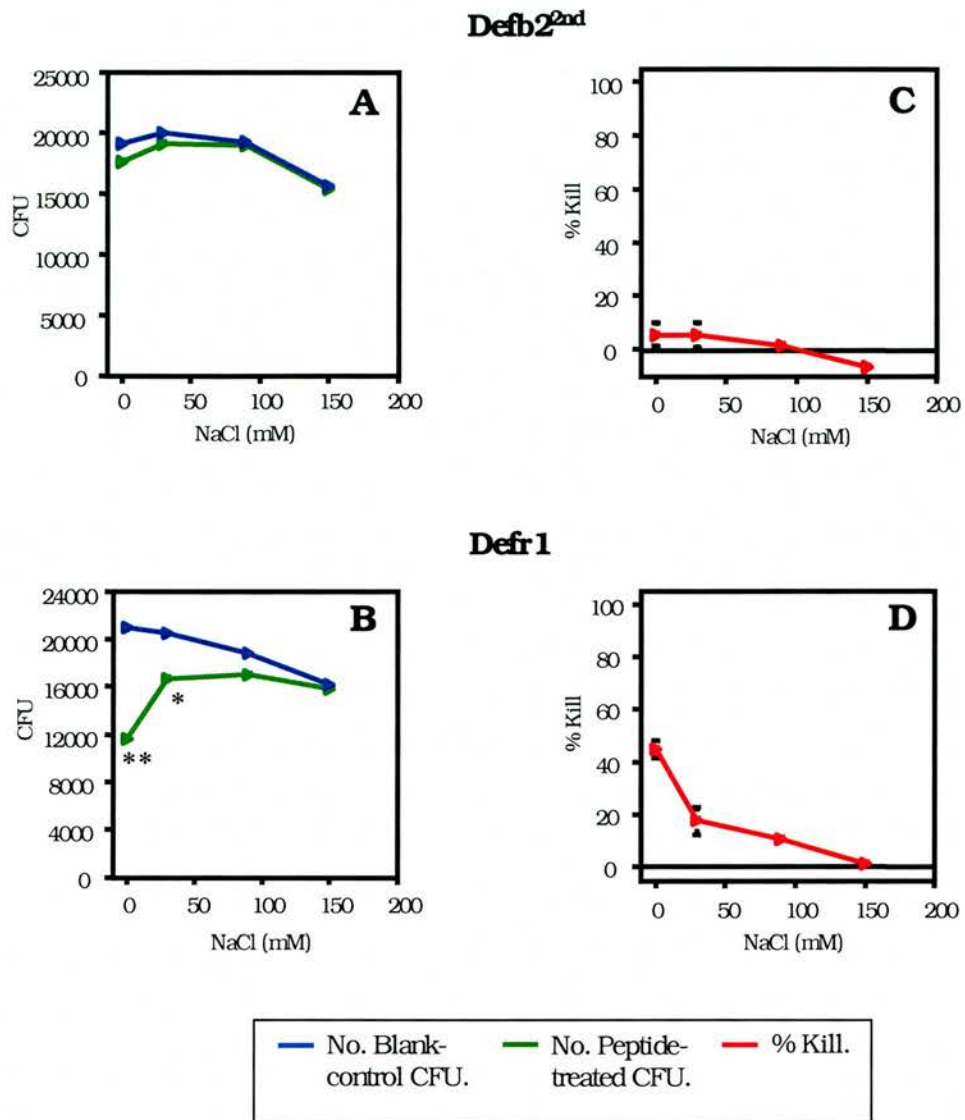 Defb2²ⁿᵈ
A
25000
20000
15000
10000
5000
0
CFU
0 50 100 150 200
NaCl (mM)
C
100
80
60
40
20
0
% Kill
0 50 100 150 200
NaCl (mM)
Defr1
B
24000
20000
16000
12000
8000
4000
0
CFU
*
**
0 50 100 150 200
NaCl (mM)
D
100
80
60
40
20
0
% Kill
0 50 100 150 200
NaCl (mM)
No. Blank-
control CFU.
No. Peptide-
treated CFU.
% Kill.